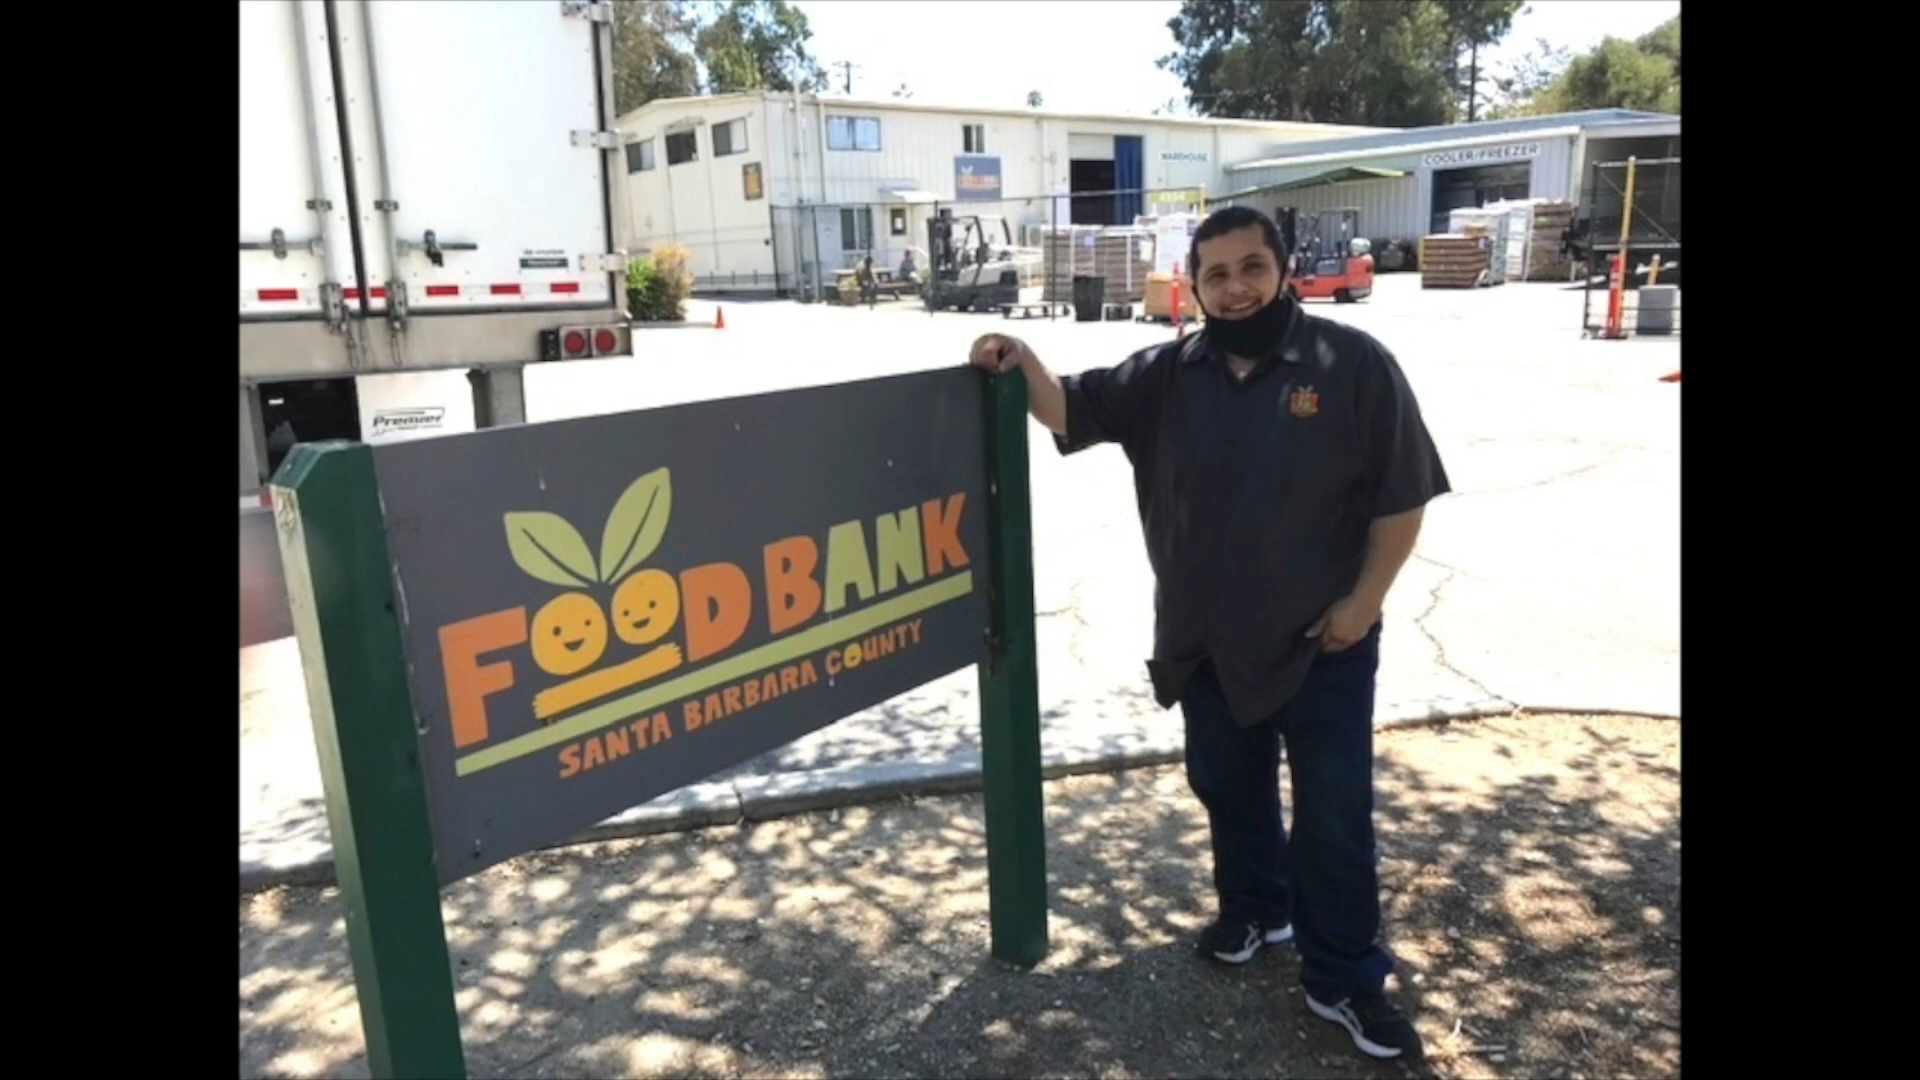 WAREHOUSE
COOLER/FREEZER
Premier
FOOD BANK
SANTA BARBARA COUNTY